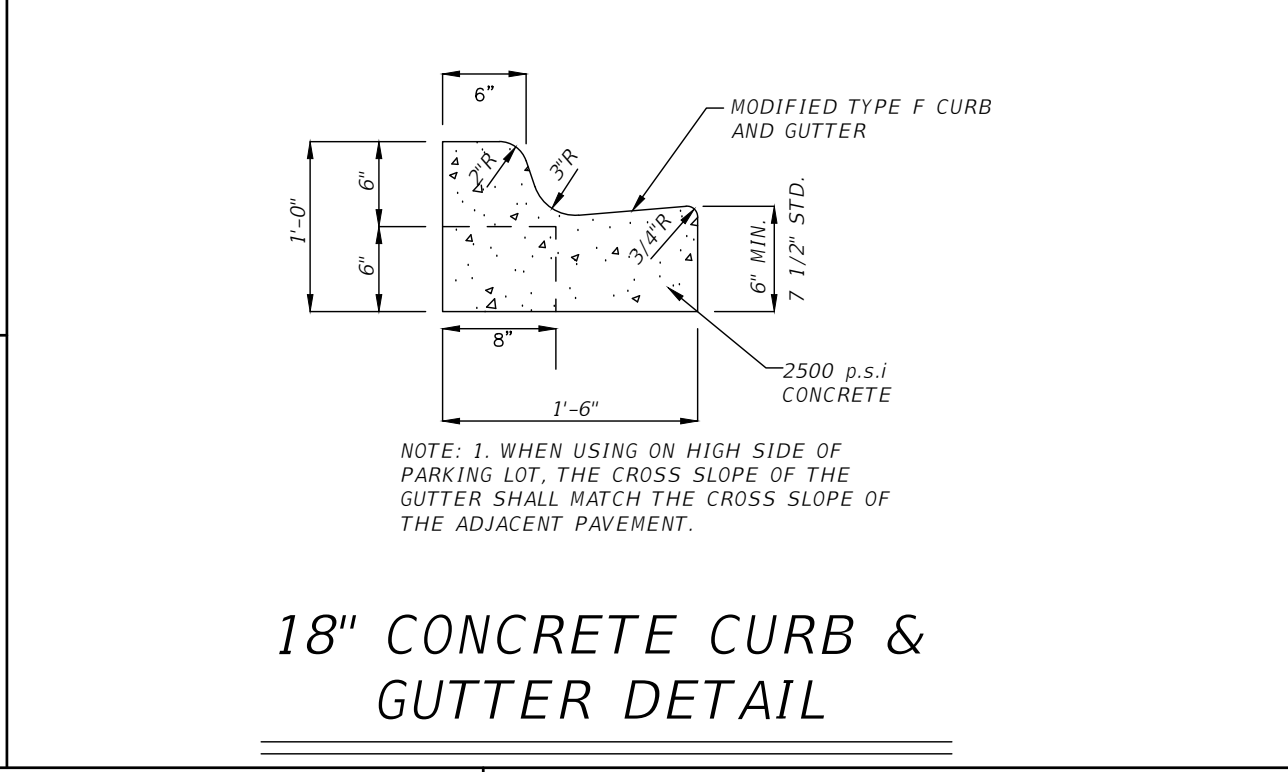 6”
MODIFIED TYPE F CURB
AND GUTTER
2"R
3"R
6"
1'-0"
3/4"R
6" MIN.
7 1/2" STD.
6"
8”
2500 p.s.i
CONCRETE
1'-6"
NOTE: 1. WHEN USING ON HIGH SIDE OF
PARKING LOT, THE CROSS SLOPE OF THE
GUTTER SHALL MATCH THE CROSS SLOPE OF
THE ADJACENT PAVEMENT.
18" CONCRETE CURB &
GUTTER DETAIL